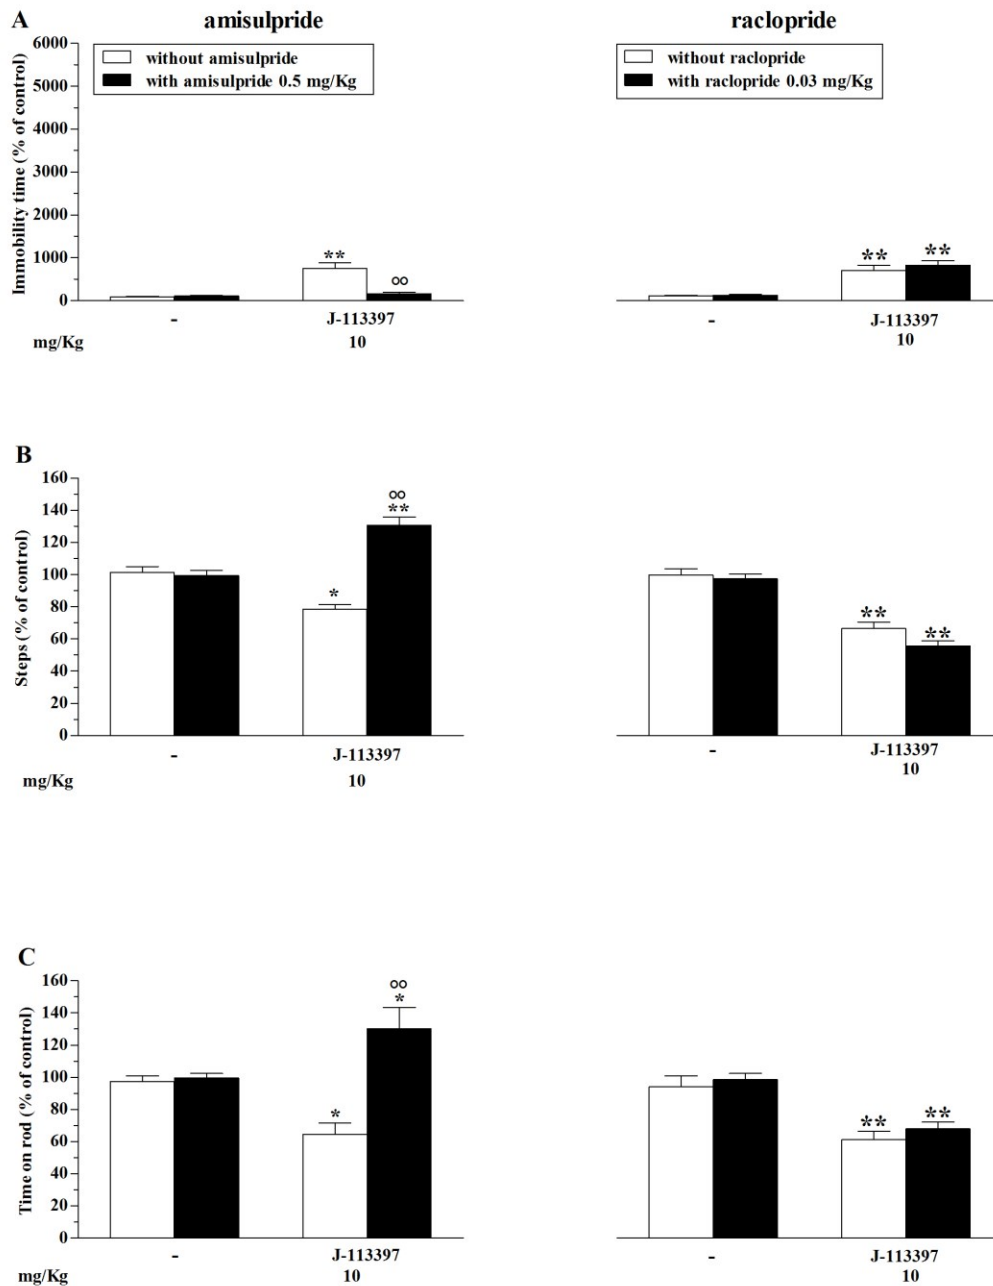 A
amisulpride
raclopride
without amisulpride
with amisulpride 0.5 mg/Kg
without raclopride
with raclopride 0.03 mg/Kg
Immobility time (% of control)
6000
5000
4000
3000
2000
1000
0
**
oo
**
**
-
J-113397
-
J-113397
mg/Kg
10
10
B
Steps (% of control)
160
140
120
100
80
60
40
20
0
*
oo
**
**
**
-
J-113397
-
J-113397
mg/Kg
10
10
C
Time on rod (% of control)
160
140
120
100
80
60
40
20
0
*
oo
*
**
**
-
J-113397
-
J-113397
mg/Kg
10
10